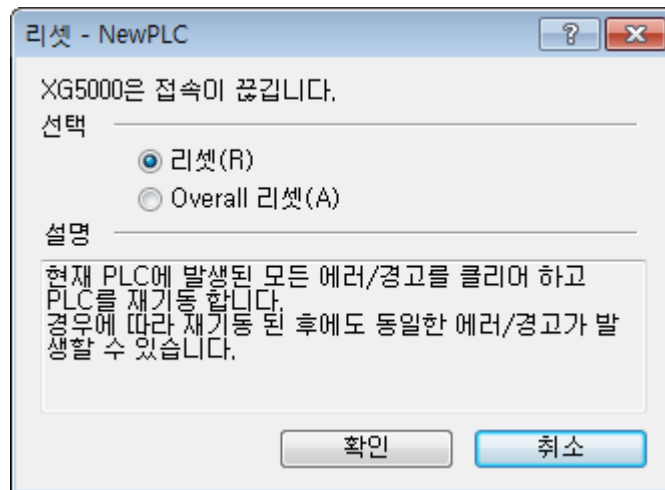 리셋 - NewPLC
XG5000은 접속이 끊깁니다.
선택
리셋(R)
Overall 리셋(A)
설명
현재 PLC에 발생된 모든 에러/경고를 클리어 하고
PLC를 재기동 합니다.
경우에 따라 재기동 된 후에도 동일한 에러/경고가 발
생할 수 있습니다.
확인
취소